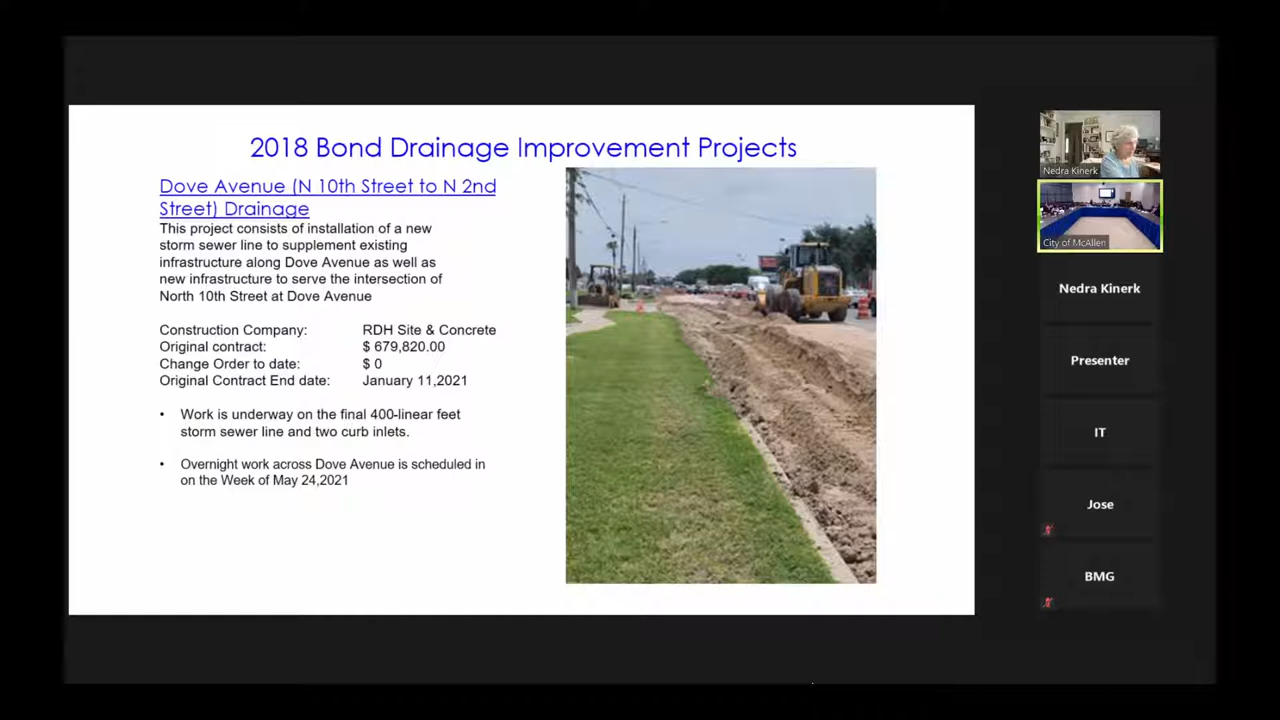 2018 Bond Drainage Improvement Projects
Dove Avenue (N 10th Street to N 2nd
Street) Drainage
This project consists of installation of a new
storm sewer line to supplement existing
infrastructure along Dove Avenue as well as
new infrastructure to serve the intersection of
North 10th Street at Dove Avenue
Construction Company: RDH Site & Concrete
Original contract: $ 679,820.00
Change Order to date: $ 0
Original Contract End date: January 11,2021
• Work is underway on the final 400-linear feet
storm sewer line and two curb inlets.
• Overnight work across Dove Avenue is scheduled in
on the Week of May 24,2021
Nedra Kinerk
City of McAllen
Nedra Kinerk
Presenter
IT
Jose
BMG